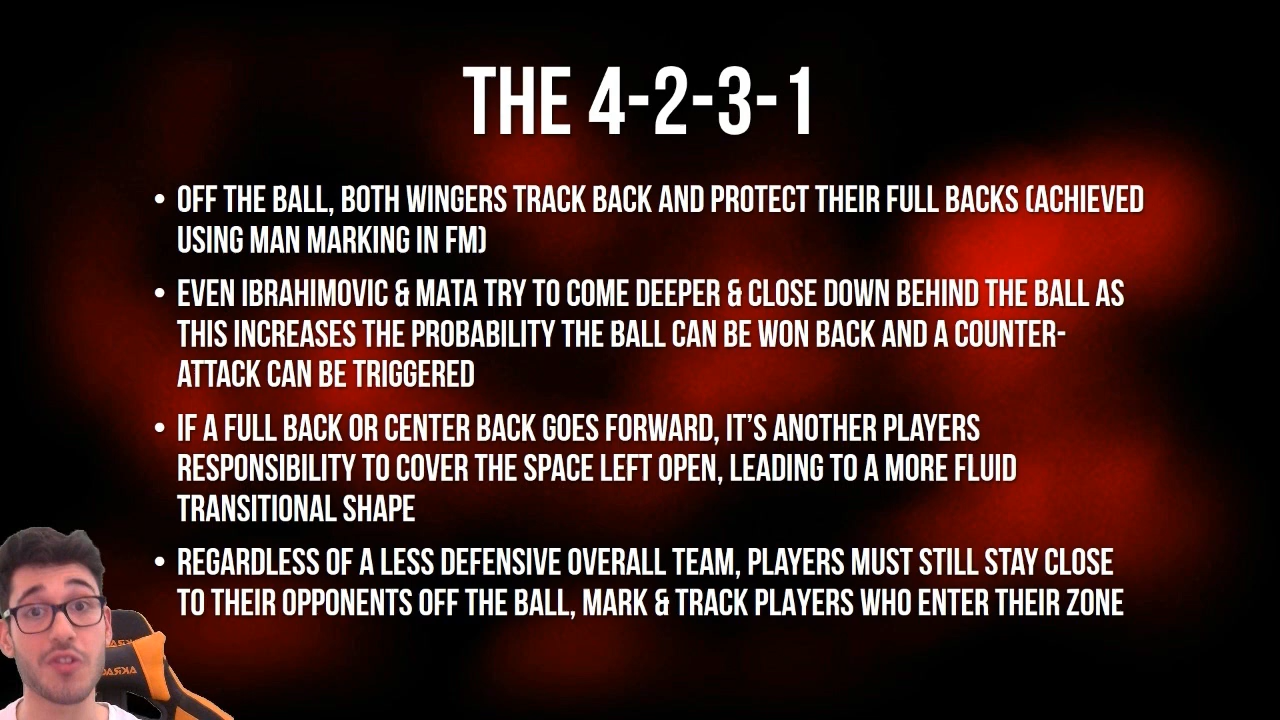 THE 4-2-3-1
• OFF THE BALL, BOTH WINGERS TRACK BACK AND PROTECT THEIR FULL BACKS (ACHIEVED
USING MAN MARKING IN FM)
• EVEN IBRAHIMOVIC & MATA TRY TO COME DEEPER & CLOSE DOWN BEHIND THE BALL AS
THIS INCREASES THE PROBABILITY THE BALL CAN BE WON BACK AND A COUNTER-
ATTACK CAN BE TRIGGERED
• IF A FULL BACK OR CENTER BACK GOES FORWARD, IT’S ANOTHER PLAYERS
RESPONSIBILITY TO COVER THE SPACE LEFT OPEN, LEADING TO A MORE FLUID
TRANSITIONAL SHAPE
• REGARDLESS OF A LESS DEFENSIVE OVERALL TEAM, PLAYERS MUST STILL STAY CLOSE
TO THEIR OPPONENTS OFF THE BALL, MARK & TRACK PLAYERS WHO ENTER THEIR ZONE